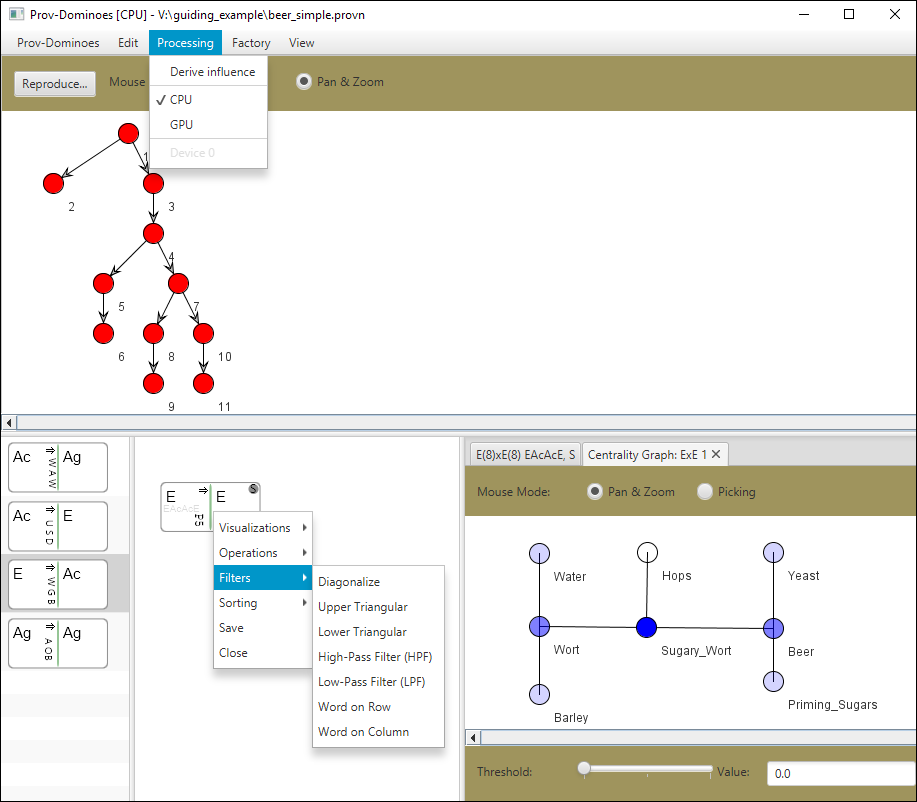 Prov-Dominoes [CPU] - V:\guiding_example\beer_simple.provn
Prov-Dominoes Edit Processing Factory View
Derive influence
CPU
GPU
Device 0
Reproduce... Mouse Pan & Zoom
1
2
3
4
5
7
6
8
10
9
11
Ac WAW Ag
Ac USD E
E WGB Ac
Ag AOB Ag
E E S
EAcAcE
P5
Visualizations
Operations
Filters
Sorting
Save
Close
Diagonalize
Upper Triangular
Lower Triangular
High-Pass Filter (HPF)
Low-Pass Filter (LPF)
Word on Row
Word on Column
E(8)xE(8) EAcAcE, S Centrality Graph: ExE 1
Mouse Mode: Pan & Zoom Picking
Water
Hops
Yeast
Wort
Sugary_Wort
Beer
Barley
Priming_Sugars
Threshold: Value: 0.0